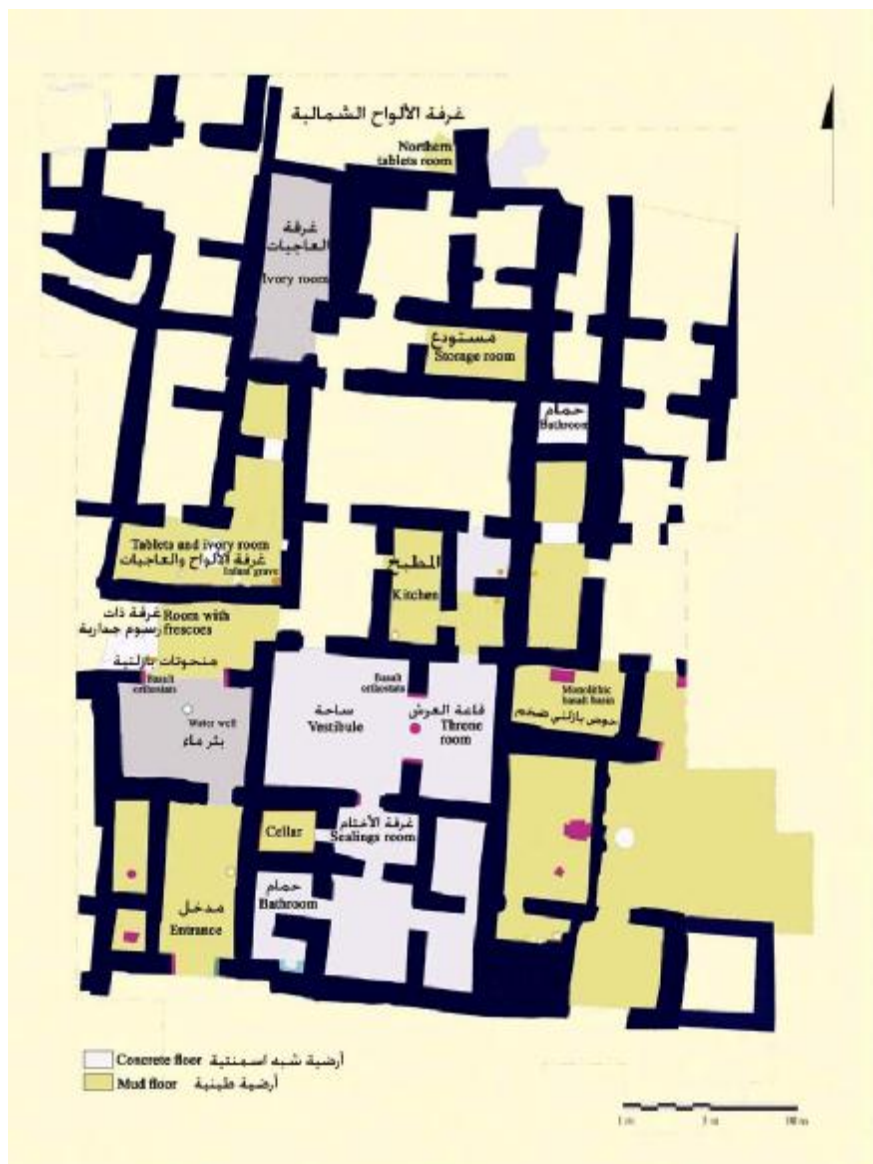 غرفة الألواح الشمالية
Northern
tablets room
غرفة
العاجيات
Ivory room
مستودع
Storage room
حمام
Bathroom
Tablets and ivory room
غرفة الألواح والعاجيات
Infant grave
المطبخ
Kitchen
غرفة ذات Room with
رسوم جدارية frescoes
منحوتات بازلتية
Basalt
orthostats
Water well
بئر ماء
Basalt
orthostats
ساحة
Vestibule
قاعة العرش
Throne
room
Monolithic
basalt basin
حوض بازلتي ضخم
Cellar
غرفة الأختام
Sealings room
حمام
Bathroom
مدخل
Entrance
Concrete floor أرضية شبه اسمنتية
Mud floor أرضية طينية
1 m 5 m 10 m